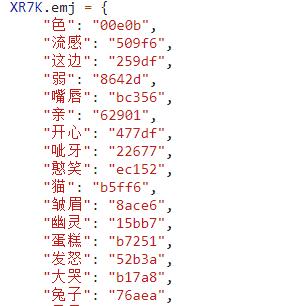 XR7K.emj = {
"色": "00e0b",
"流感": "509f6",
"这边": "259df",
"弱": "8642d",
"嘴唇": "bc356",
"亲": "62901",
"开心": "477df",
"呲牙": "22677",
"憨笑": "ec152",
"猫": "b5ff6",
"皱眉": "8ace6",
"幽灵": "15bb7",
"蛋糕": "b7251",
"发怒": "52b3a",
"大哭": "b17a8",
"兔子": "76aea",